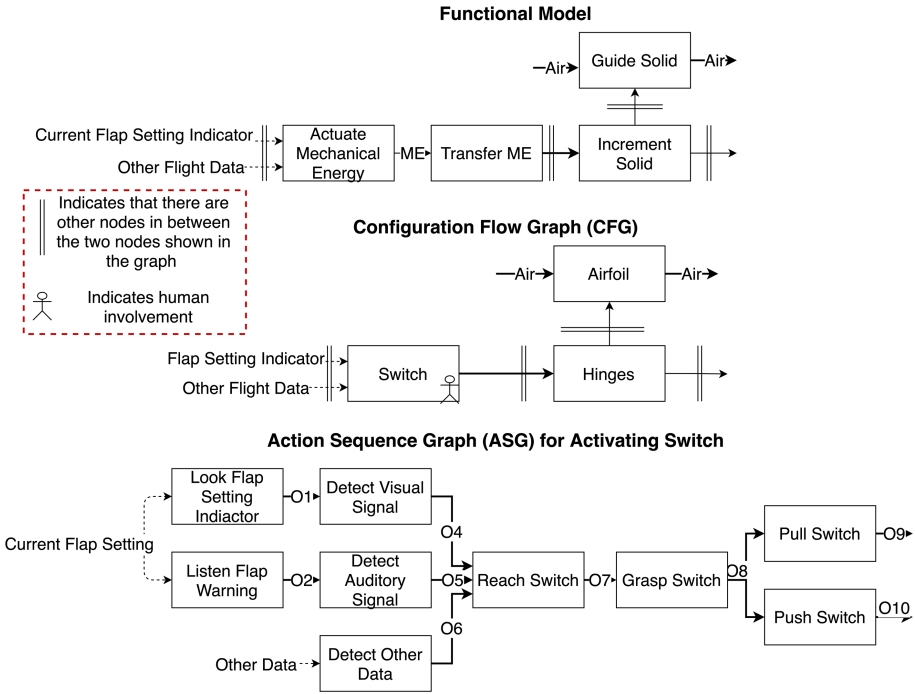 Functional Model
Guide Solid
Air
Air
Current Flap Setting Indicator
Other Flight Data
Actuate
Mechanical
Energy
ME
Transfer ME
Increment
Solid
Indicates that there are
other nodes in between
the two nodes shown in
the graph
Indicates human
involvement
Configuration Flow Graph (CFG)
Air
Airfoil
Air
Flap Setting Indicator
Other Flight Data
Switch
Hinges
Action Sequence Graph (ASG) for Activating Switch
Look Flap
Setting
Indiactor
O1
Detect Visual
Signal
O4
Current Flap Setting
Listen Flap
Warning
O2
Detect
Auditory
Signal
O5
Reach Switch
O7
Grasp Switch
O8
Pull Switch
O9
Push Switch
O10
O6
Other Data
Detect Other
Data